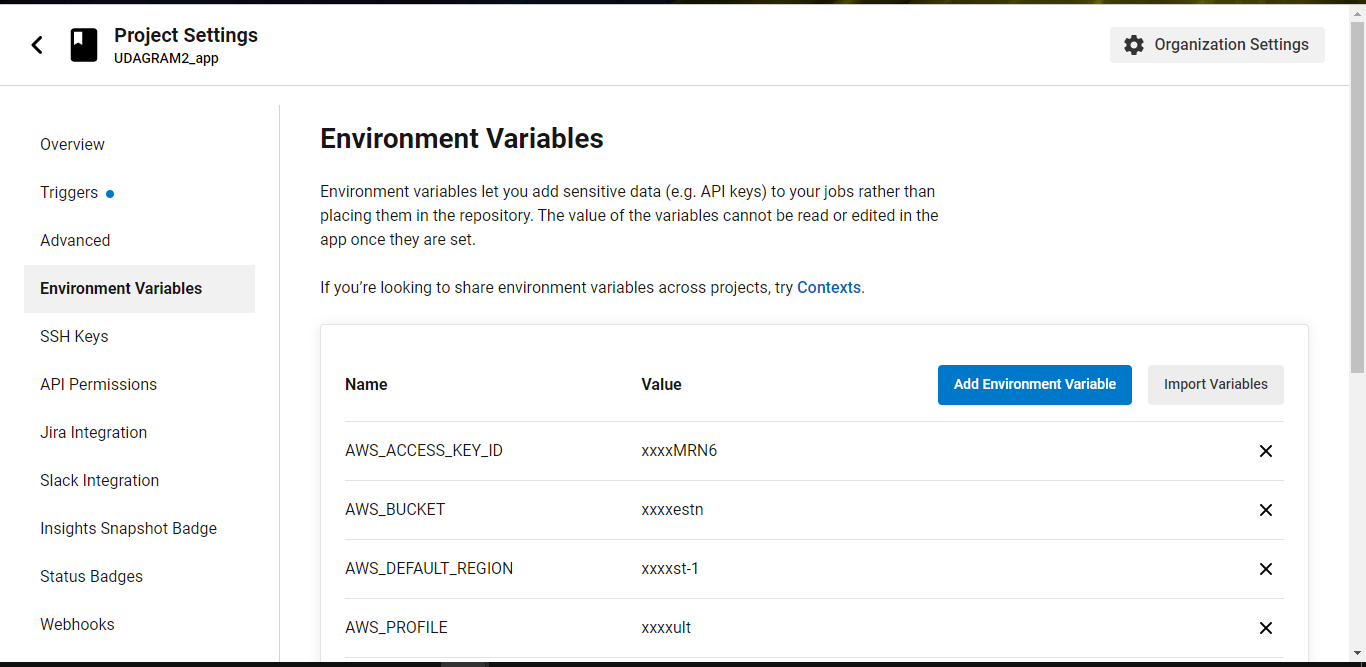 Project Settings
UDAGRAM2_app
Organization Settings
Overview
Triggers
Advanced
Environment Variables
SSH Keys
API Permissions
Jira Integration
Slack Integration
Insights Snapshot Badge
Status Badges
Webhooks
Environment Variables
Environment variables let you add sensitive data (e.g. API keys) to your jobs rather than
placing them in the repository. The value of the variables cannot be read or edited in the
app once they are set.
If you’re looking to share environment variables across projects, try Contexts.
Name Value Add Environment Variable Import Variables
AWS_ACCESS_KEY_ID xxxxMRN6
AWS_BUCKET xxxxestn
AWS_DEFAULT_REGION xxxxst-1
AWS_PROFILE xxxxult